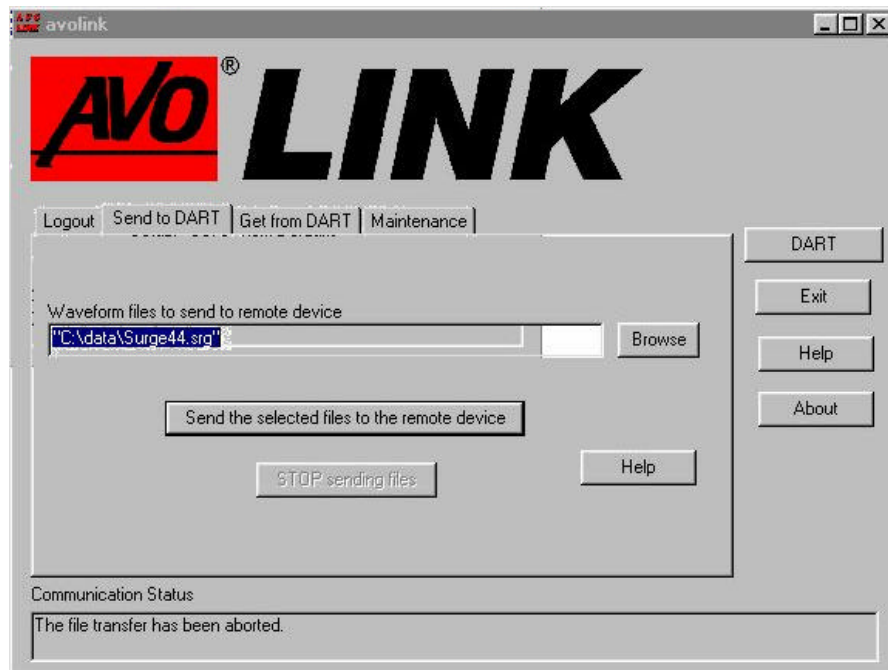 avolink
AVO® LINK
Logout Send to DART Get from DART Maintenance
DART
Exit
Waveform files to send to remote device
"C:\data\Surge44.srg"
Browse
Help
About
Send the selected files to the remote device
Help
STOP sending files
Communication Status
The file transfer has been aborted.